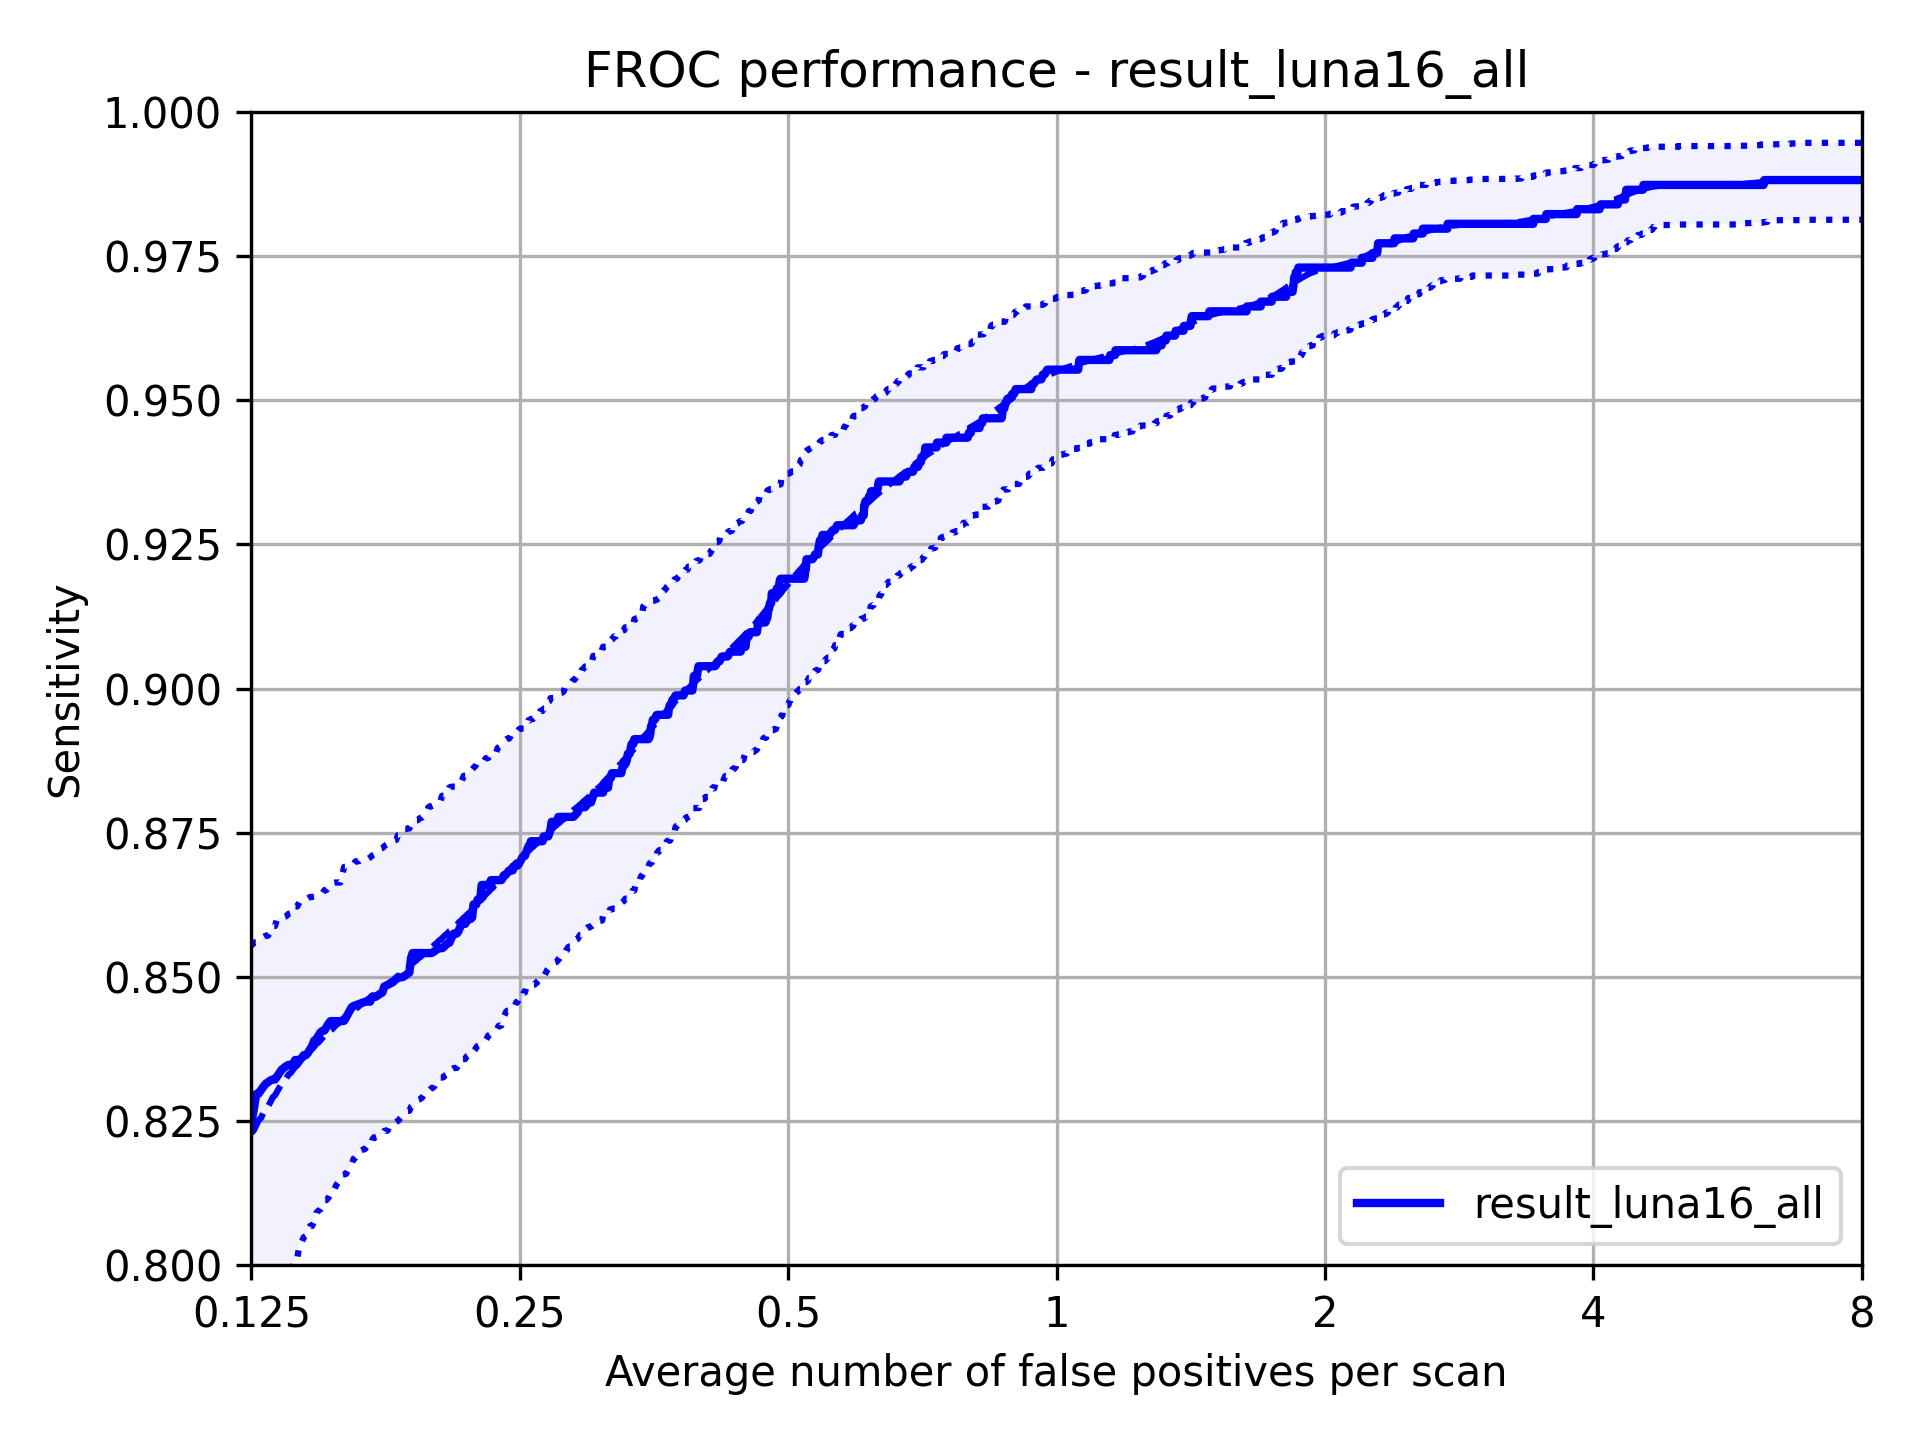 FROC performance - result_luna16_all
1.000
0.975
0.950
0.925
0.900
0.875
0.850
0.825
0.800
Sensitivity
result_luna16_all
0.125 0.25 0.5 1 2 4 8
Average number of false positives per scan